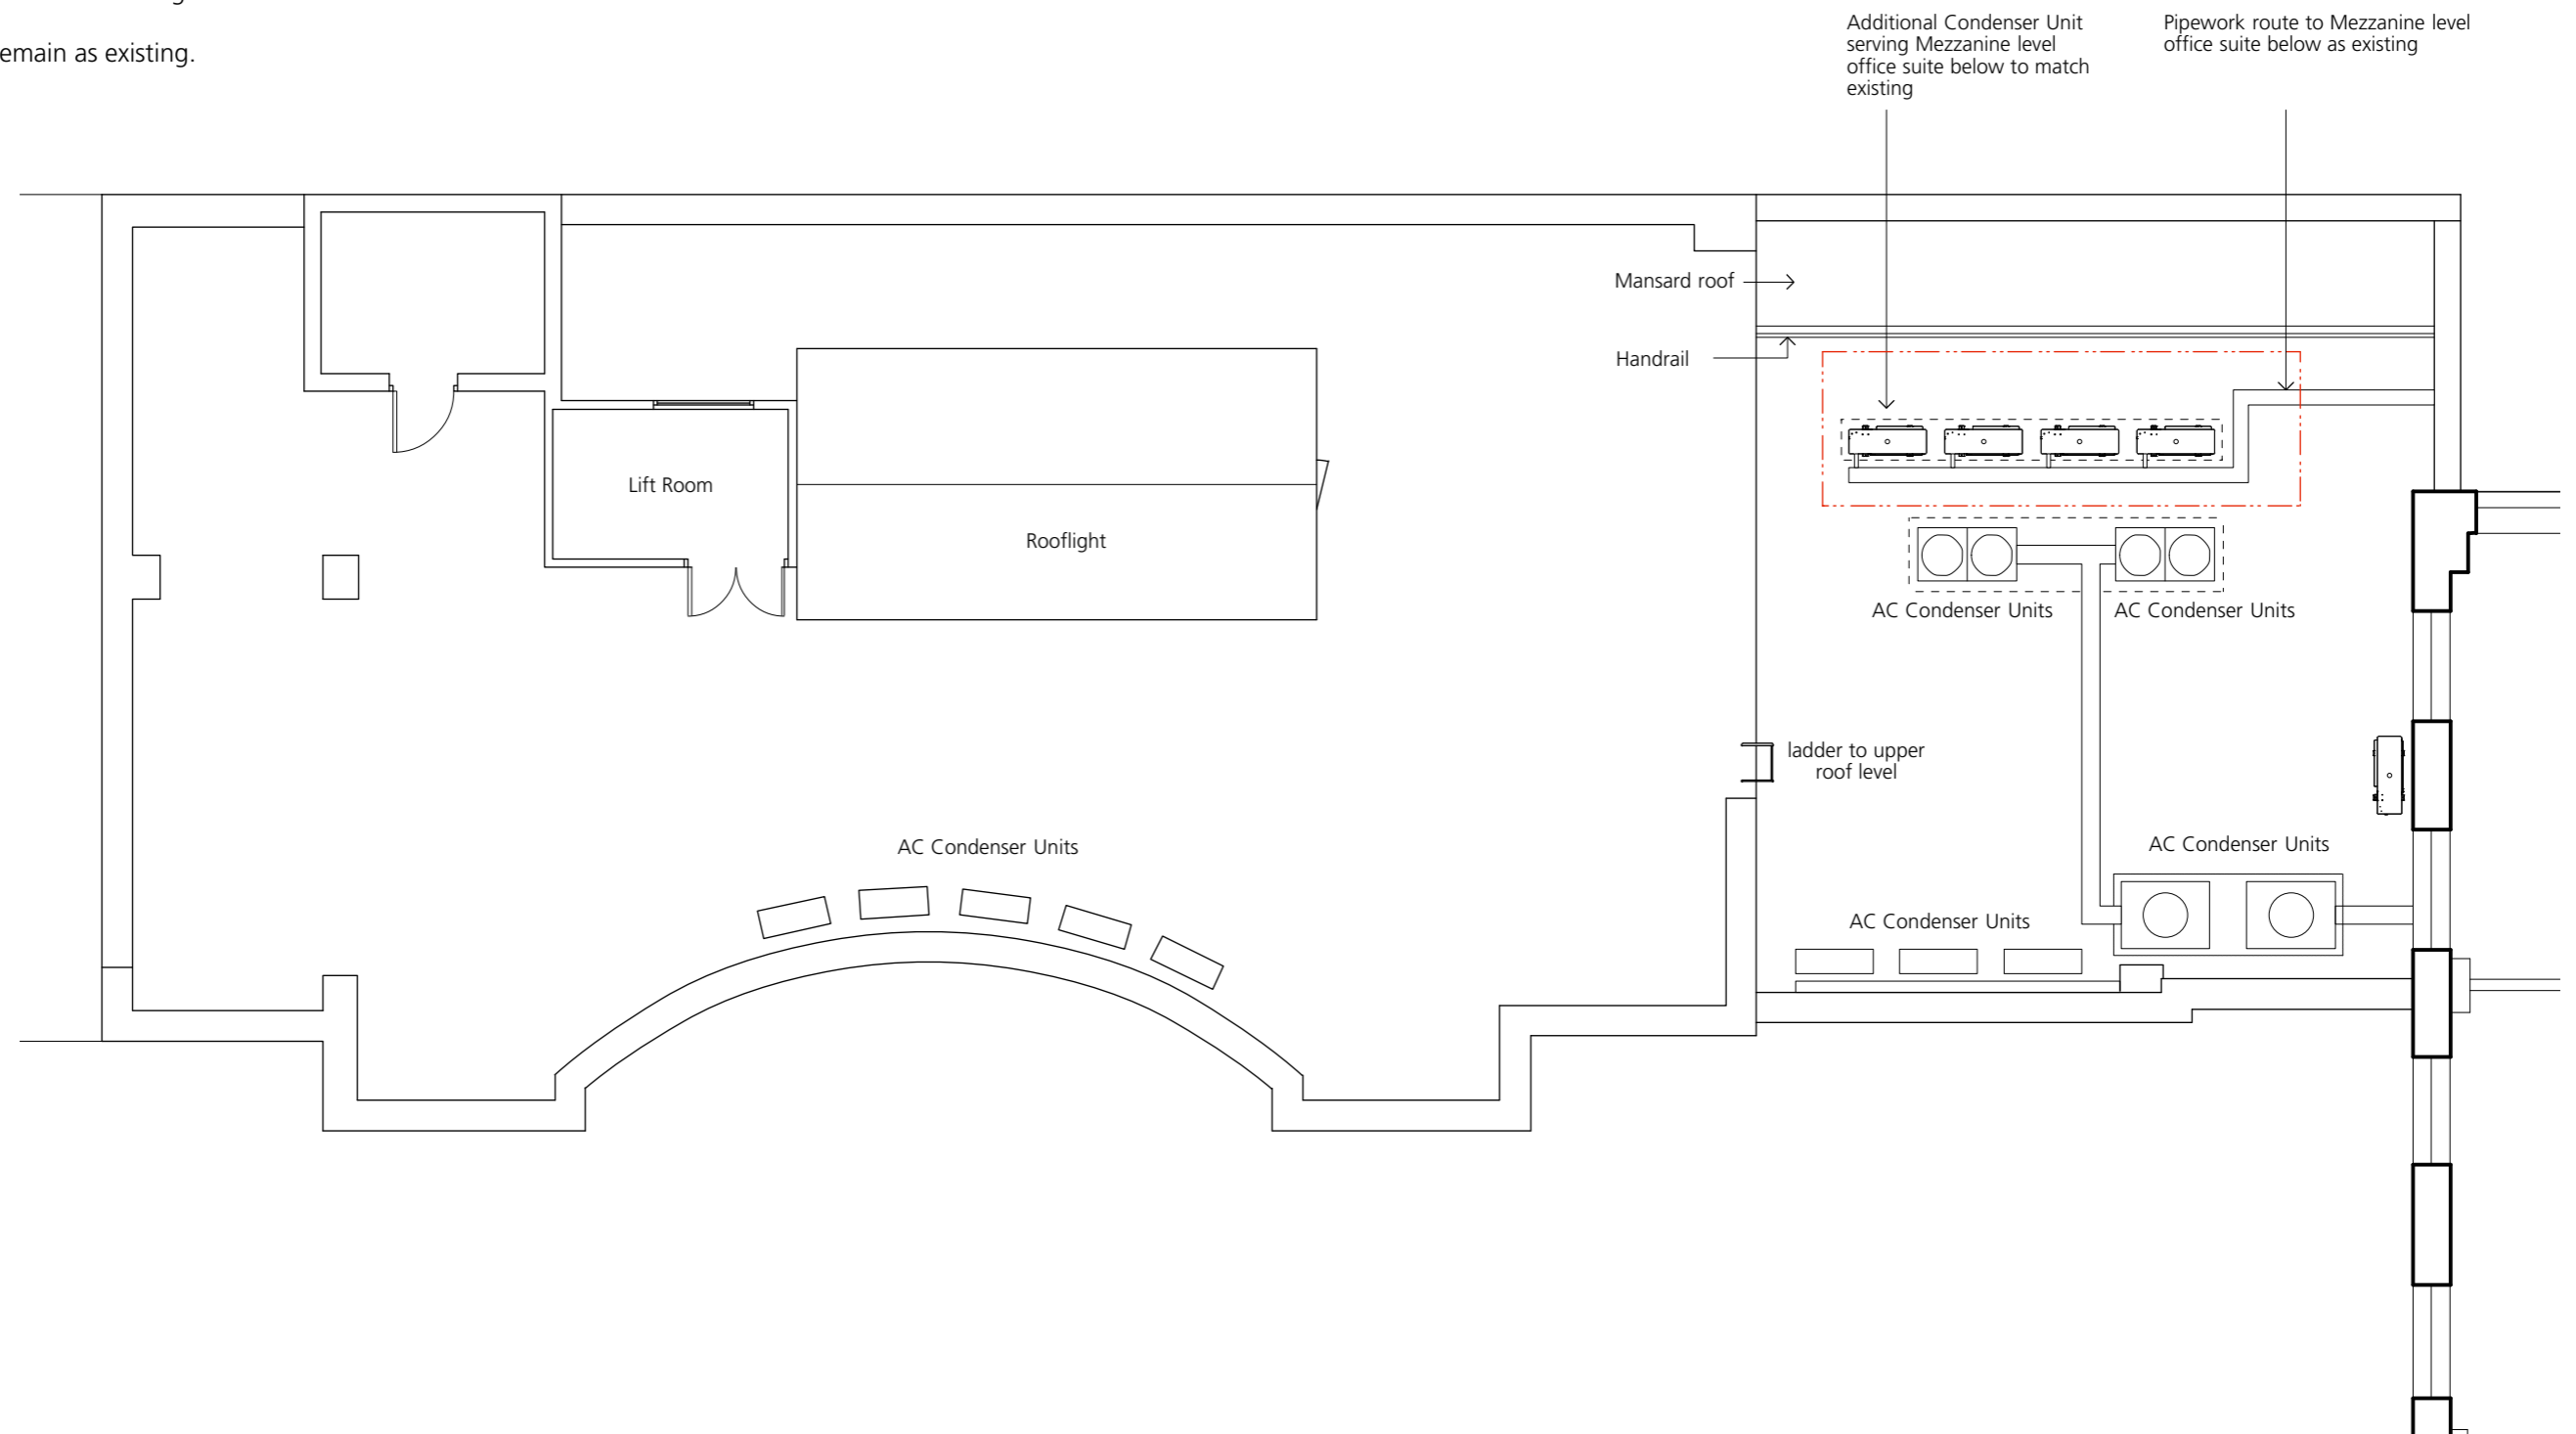 emain as existing.
Additional Condenser Unit
serving Mezzanine level
office suite below to match
existing
Pipework route to Mezzanine level
office suite below as existing
Mansard roof
Handrail
Lift Room
Rooflight
AC Condenser Units
AC Condenser Units
ladder to upper
roof level
AC Condenser Units
AC Condenser Units
AC Condenser Units